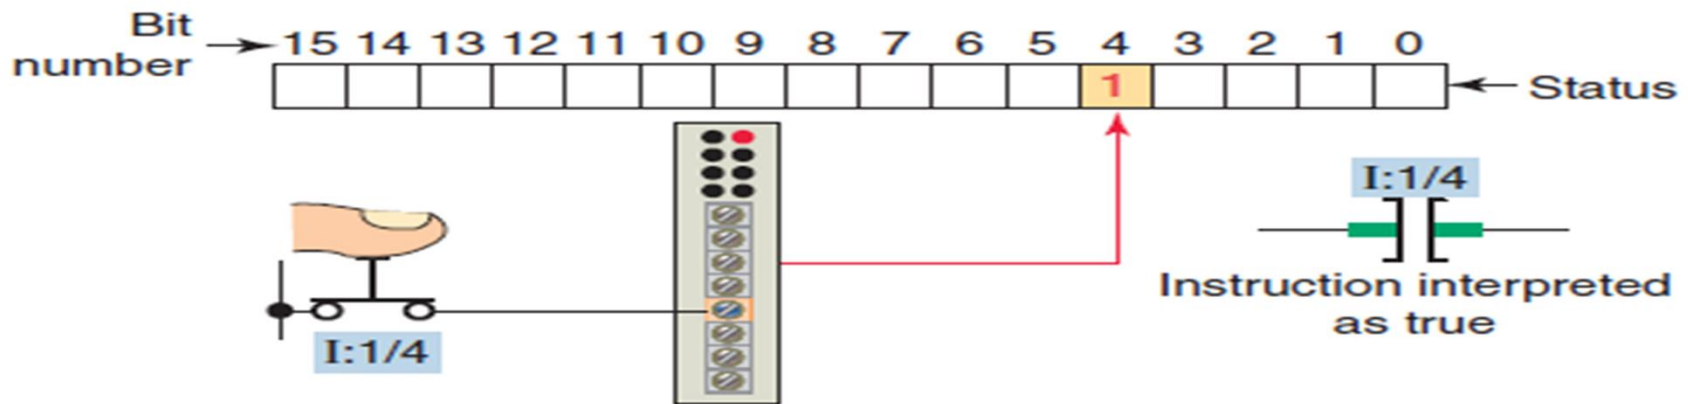 Bit
number
15 14 13 12 11 10 9 8 7 6 5 4 3 2 1 0
1
Status
I:1/4
I:1/4
Instruction interpreted
as true